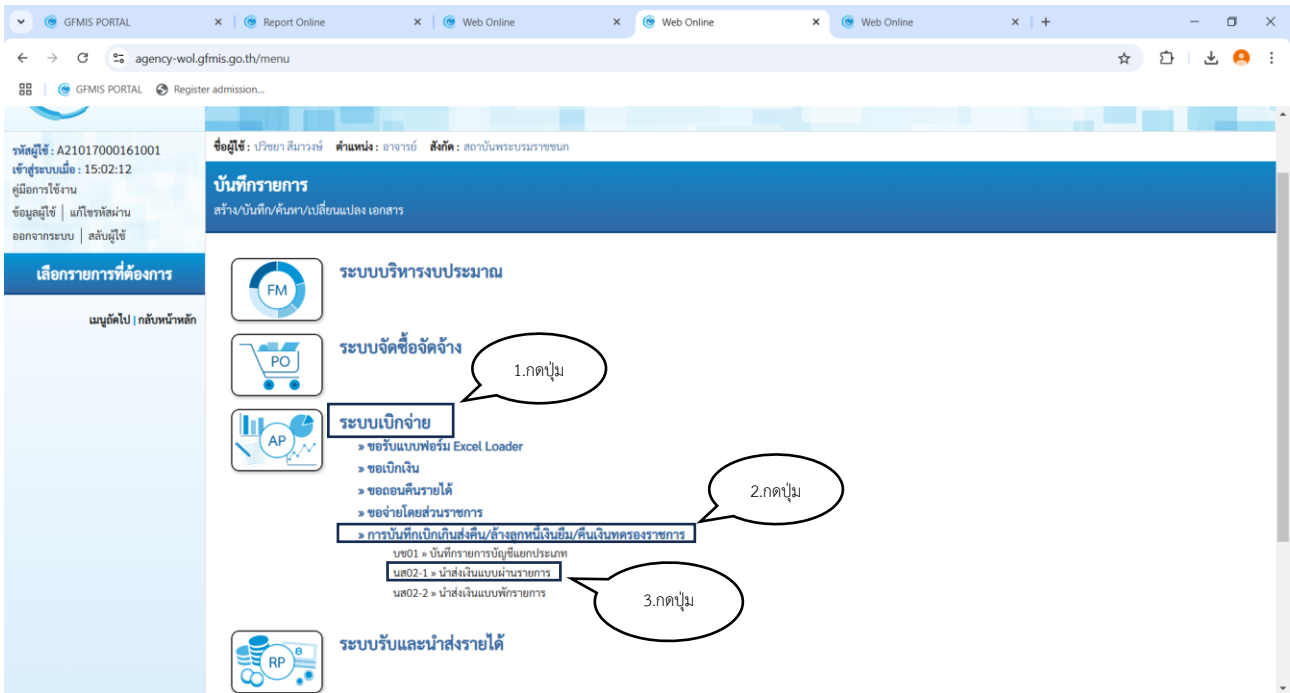 GFMIS PORTAL
Report Online
Web Online
Web Online
Web Online
agency-wol.gfmis.go.th/menu
GFMIS PORTAL
Register admission...
รหัสผู้ใช้ : A21017000161001
เข้าสู่ระบบเมื่อ : 15:02:12
คู่มือการใช้งาน
ข้อมูลผู้ใช้ | แก้ไขรหัสผ่าน
ออกจากระบบ | สลับผู้ใช้
เลือกรายการที่ต้องการ
เมนูถัดไป | กลับหน้าหลัก
ชื่อผู้ใช้ : ปวิชยา สีมาวงษ์ ตำแหน่ง : อาจารย์ สังกัด : สถาบันพระบรมราชชนก
บันทึกรายการ
สร้าง/บันทึก/ค้นหา/เปลี่ยนแปลง เอกสาร
FM
ระบบบริหารงบประมาณ
PO
ระบบจัดซื้อจัดจ้าง
1.กดปุ่ม
AP
ระบบเบิกจ่าย
» ขอรับแบบฟอร์ม Excel Loader
» ขอเบิกเงิน
» ขอถอนคืนรายได้
2.กดปุ่ม
» ขอจ่ายโดยส่วนราชการ
» การบันทึกเบิกเกินส่งคืน/ล้างลูกหนี้เงินยืม/คืนเงินทดรองราชการ
บช01 » บันทึกรายการบัญชีแยกประเภท
นส02-1 » นำส่งเงินแบบผ่านรายการ
นส02-2 » นำส่งเงินแบบพักรายการ
3.กดปุ่ม
RP
ระบบรับและนำส่งรายได้